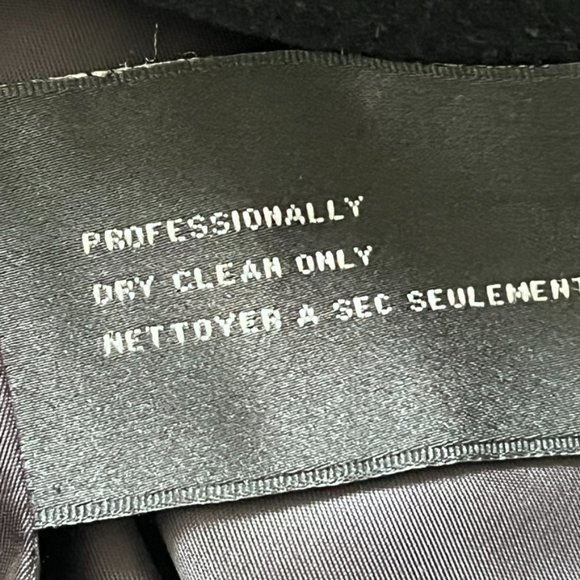 PROFESSIONALLY
DRY CLEAN ONLY
NETTOYER A SEC SEULEMENT